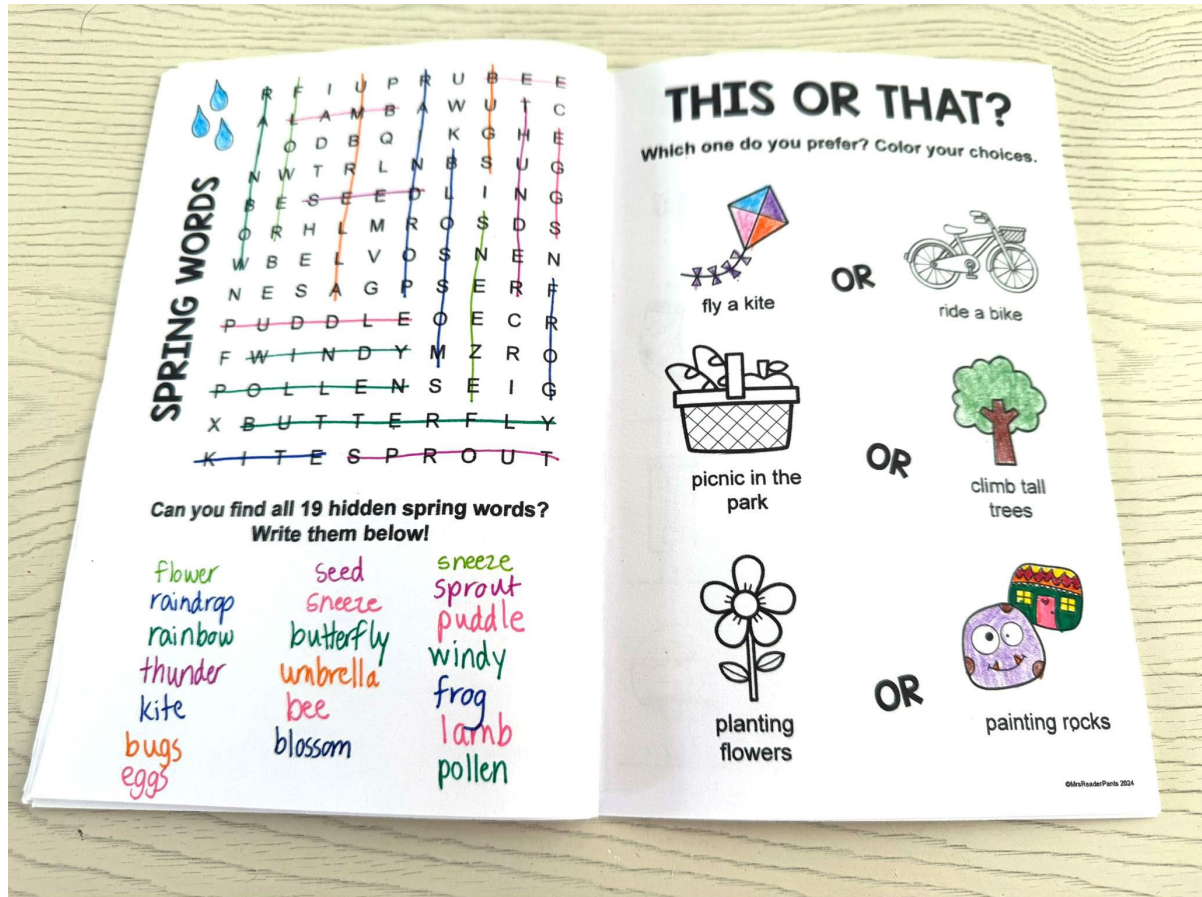 SPRING WORDS
R F I U P R U B E E
A L A M B A W U T C
I O D B Q I K G H E
N W T R L N B S U G
B E S E E D L I N G
O R H L M R O S D S
W B E L V O S N E N
N E S A G P S E R F
P U D D L E O E C R
F W I N D Y M Z R O
P O L L E N S E I G
X B U T T E R F L Y
K I T E S P R O U T
Can you find all 19 hidden spring words?
Write them below!
flower
raindrop
rainbow
thunder
kite
bugs
eggs
seed
sneeze
butterfly
umbrella
bee
blossom
sneeze
sprout
puddle
windy
frog
lamb
pollen
THIS OR THAT?
Which one do you prefer? Color your choices.
fly a kite
OR
ride a bike
picnic in the
park
OR
climb tall
trees
planting
flowers
OR
painting rocks
©MrsReaderPants 2024